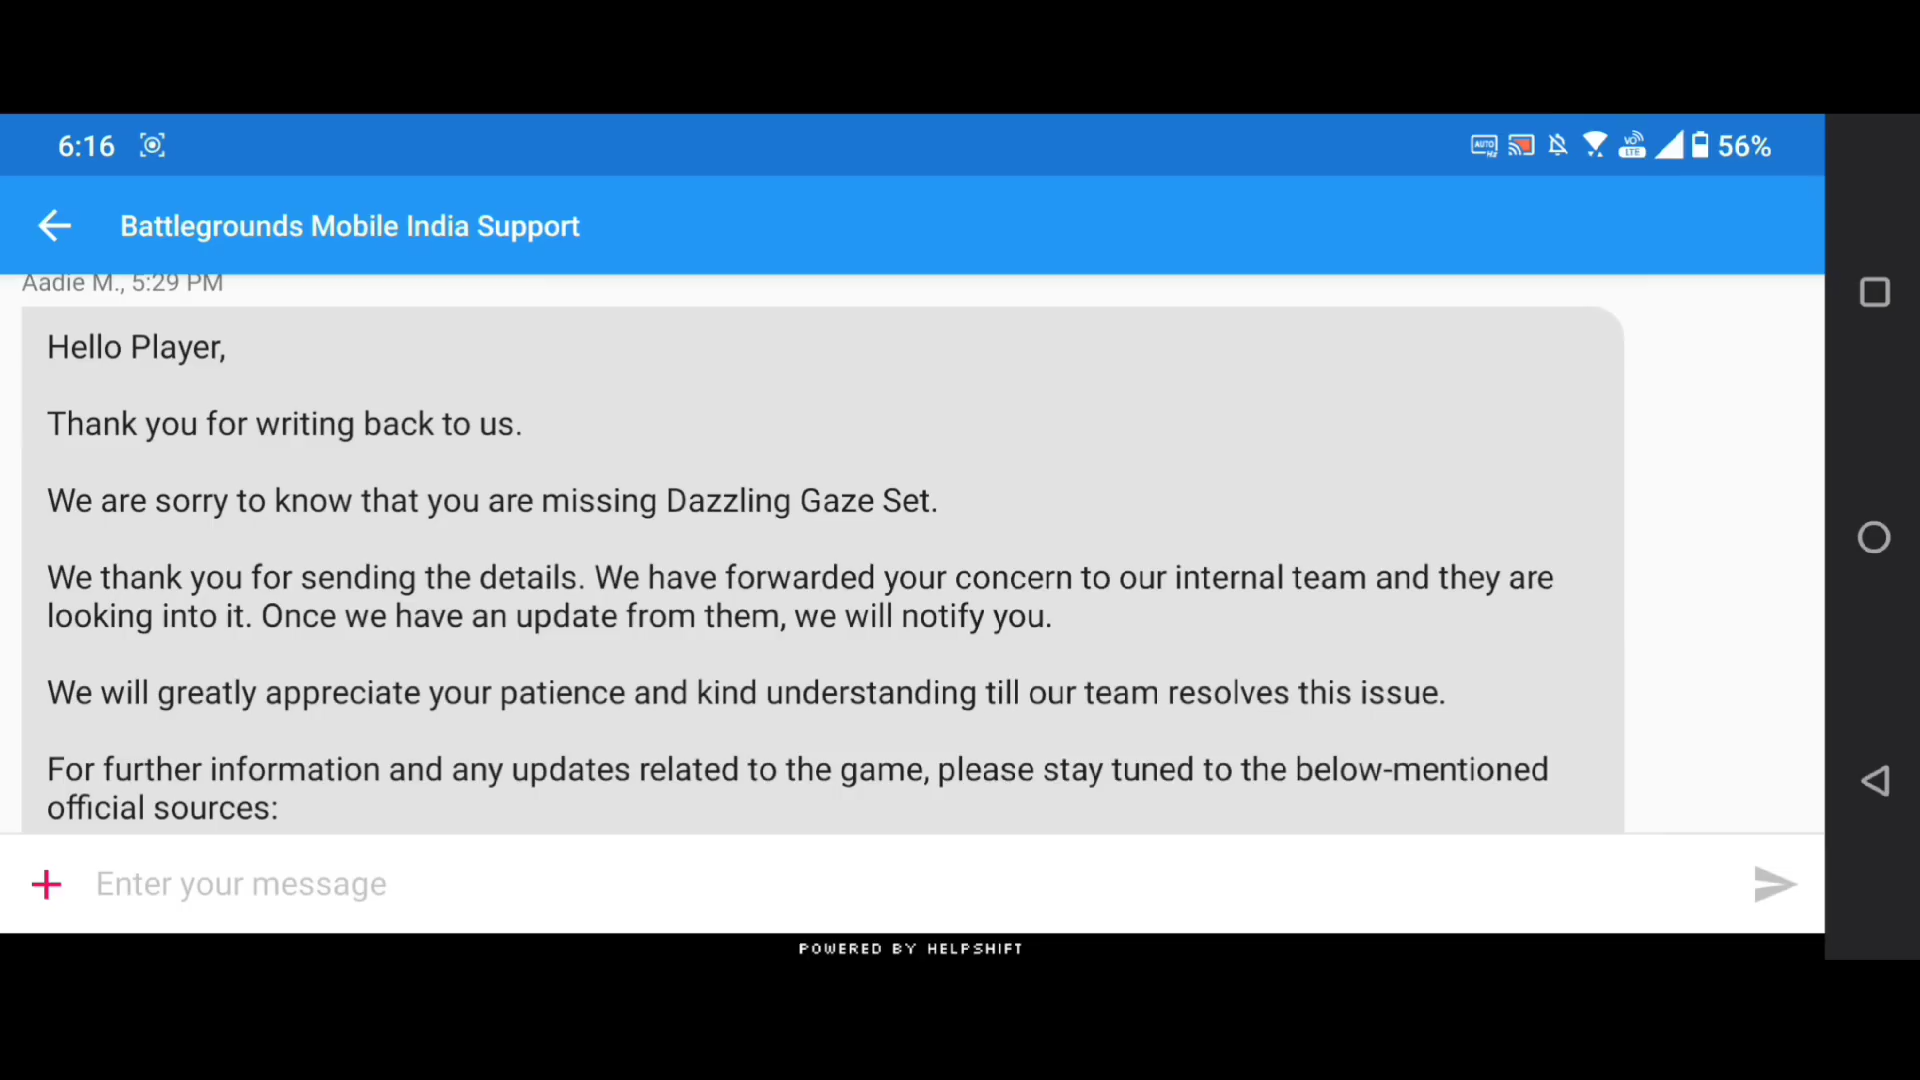 6:16
AUTO Hz
VO LTE
56%
Battlegrounds Mobile India Support
Aadie M., 5:29 PM
Hello Player,
Thank you for writing back to us.
We are sorry to know that you are missing Dazzling Gaze Set.
We thank you for sending the details. We have forwarded your concern to our internal team and they are
looking into it. Once we have an update from them, we will notify you.
We will greatly appreciate your patience and kind understanding till our team resolves this issue.
For further information and any updates related to the game, please stay tuned to the below-mentioned
official sources:
Enter your message
POWERED BY HELPSHIFT